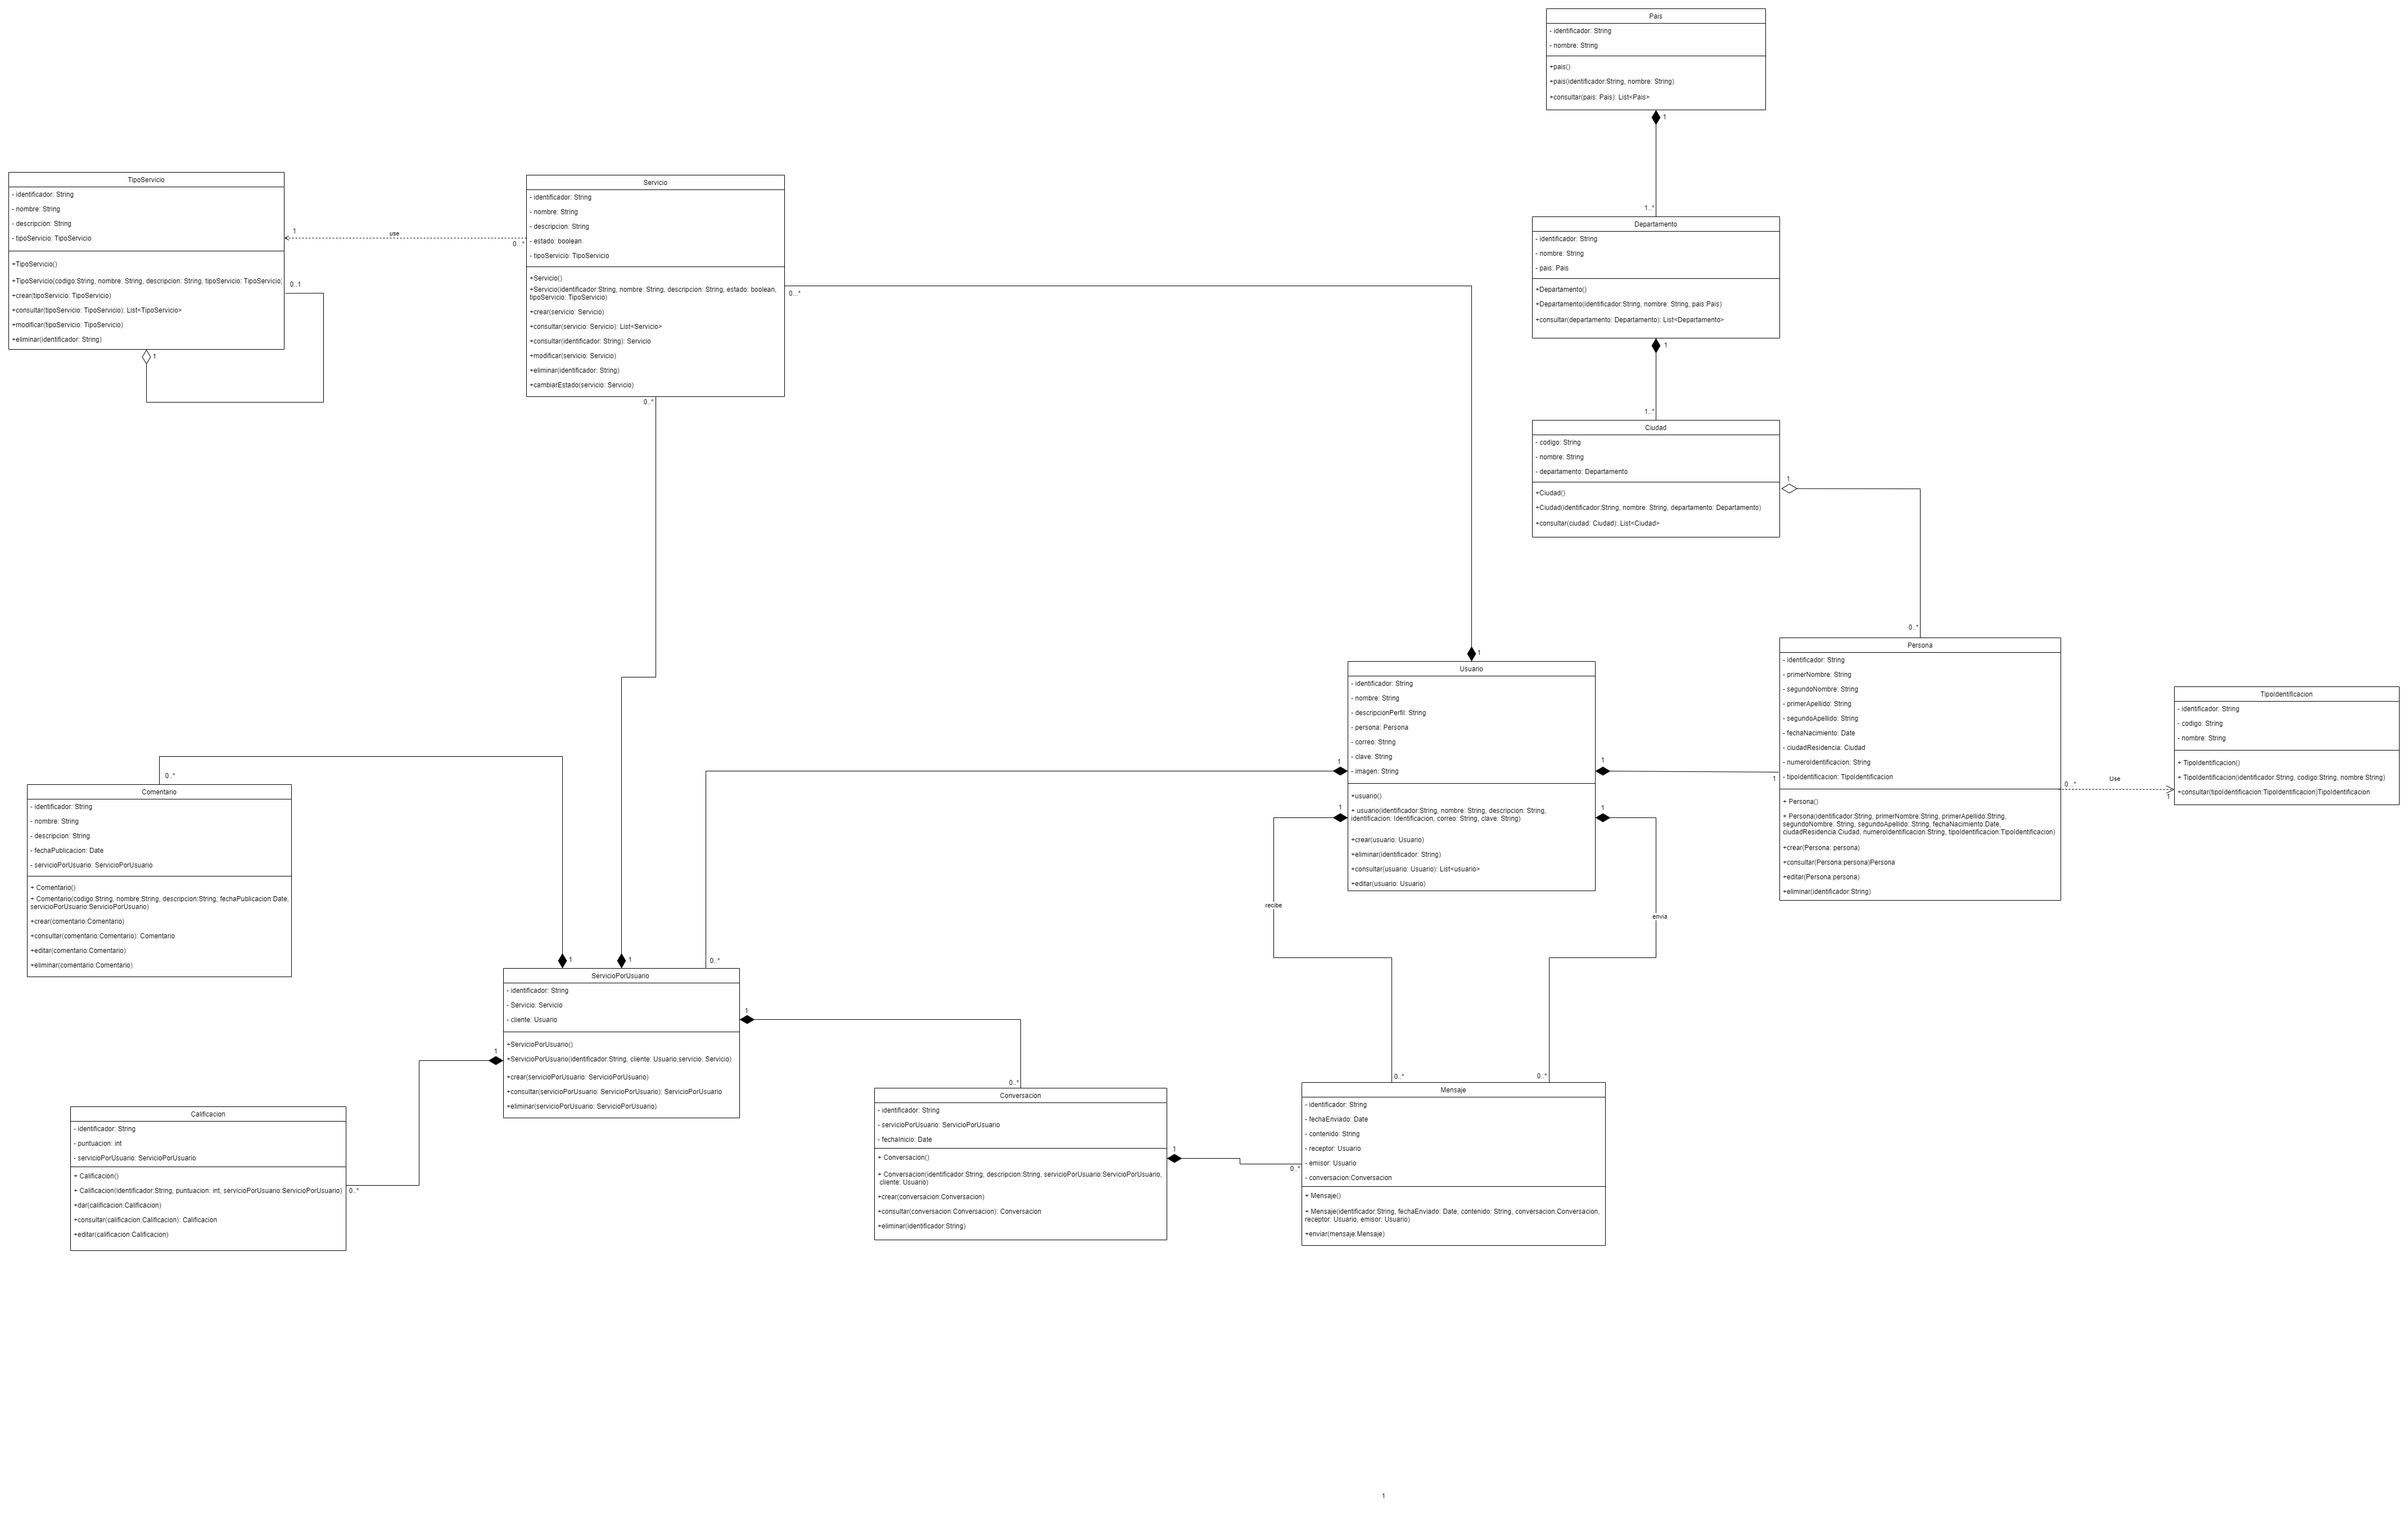 Pais
- identificador: String
- nombre: String
+pais()
+pais(identificador:String, nombre: String)
+consultar(pais: Pais): List<Pais>
1
1..*
TipoServicio
- identificador: String
- nombre: String
- descripcion: String
- tipoServicio: TipoServicio
+TipoServicio()
+TipoServicio(codigo:String, nombre: String, descripcion: String, tipoServicio: TipoServicio)
+crear(tipoServicio: TipoServicio)
+consultar(tipoServicio: TipoServicio): List<TipoServicio>
+modificar(tipoServicio: TipoServicio)
+eliminar(identificador: String)
0..1
1
1
use
0...*
Servicio
- identificador: String
- nombre: String
- descripcion: String
- estado: boolean
- tipoServicio: TipoServicio
+Servicio()
+Servicio(identificador:String, nombre: String, descripcion: String, estado: boolean,
tipoServicio: TipoServicio)
+crear(servicio: Servicio)
+consultar(servicio: Servicio): List<Servicio>
+consultar(identificador: String): Servicio
+modificar(servicio: Servicio)
+eliminar(identificador: String)
+cambiarEstado(servicio: Servicio)
0...*
0..*
Departamento
- identificador: String
- nombre: String
- pais: Pais
+Departamento()
+Departamento(identificador:String, nombre: String, pais:Pais)
+consultar(departamento: Departamento): List<Departamento>
1
1..*
Ciudad
- codigo: String
- nombre: String
- departamento: Departamento
+Ciudad()
+Ciudad(identificador:String, nombre: String, departamento: Departamento)
+consultar(ciudad: Ciudad): List<Ciudad>
1
0..*
Persona
- identificador: String
- primerNombre: String
- segundoNombre: String
- primerApellido: String
- segundoApellido: String
- fechaNacimiento: Date
- ciudadResidencia: Ciudad
- numeroIdentificacion: String
- tipoIdentificacion: TipoIdentificacion
+ Persona()
+ Persona(identificador:String, primerNombre:String, primerApellido:String,
segundoNombre: String, segundoApellido: String, fechaNacimiento:Date,
ciudadResidencia:Ciudad, numeroIdentificacion:String, tipoIdentificacion:TipoIdentificacion)
+crear(Persona: persona)
+consultar(Persona:persona)Persona
+editar(Persona:persona)
+eliminar(identificador:String)
0...*
Use
1
TipoIdentificacion
- identificador: String
- codigo: String
- nombre: String
+ TipoIdentificacion()
+ TipoIdentificacion(identificador:String, codigo:String, nombre:String)
+consultar(tipoIdentificacion:TipoIdentificacion)TipoIdentificacion
1
Usuario
- identificador: String
- nombre: String
- descripcionPerfil: String
- persona: Persona
- correo: String
- clave: String
- imagen: String
+usuario()
+ usuario(identificador:String, nombre: String, descripcion: String,
identificacion: Identificacion, correo: String, clave: String)
+crear(usuario: Usuario)
+eliminar(identificador: String)
+consultar(usuario: Usuario): List<usuario>
+editar(usuario: Usuario)
1
1
1
1
1
recibe
envia
0..*
0..*
Comentario
- identificador: String
- nombre: String
- descripcion: String
- fechaPublicacion: Date
- servicioPorUsuario: ServicioPorUsuario
+ Comentario()
+ Comentario(codigo:String, nombre:String, descripcion:String, fechaPublicacion:Date,
servicioPorUsuario:ServicioPorUsuario)
+crear(comentario:Comentario)
+consultar(comentario:Comentario): Comentario
+editar(comentario:Comentario)
+eliminar(comentario:Comentario)
0..*
1
1
0..*
ServicioPorUsuario
- identificador: String
- Servicio: Servicio
- cliente: Usuario
+ServicioPorUsuario()
+ServicioPorUsuario(identificador:String, cliente: Usuario,servicio: Servicio)
+crear(servicioPorUsuario: ServicioPorUsuario)
+consultar(servicioPorUsuario: ServicioPorUsuario): ServicioPorUsuario
+eliminar(servicioPorUsuario: ServicioPorUsuario)
1
1
Calificacion
- identificador: String
- puntuacion: int
- servicioPorUsuario: ServicioPorUsuario
+ Calificacion()
+ Calificacion(identificador:String, puntuacion: int, servicioPorUsuario:ServicioPorUsuario)
+dar(calificacion:Calificacion)
+consultar(calificacion:Calificacion): Calificacion
+editar(calificacion:Calificacion)
0..*
0..*
Conversacion
- identificador: String
- servicioPorUsuario: ServicioPorUsuario
- fechaInicio: Date
+ Conversacion()
+ Conversacion(identificador:String, descripcion:String, servicioPorUsuario:ServicioPorUsuario,
cliente: Usuario)
+crear(conversacion:Conversacion)
+consultar(conversacion:Conversacion): Conversacion
+eliminar(identificador:String)
1
0..*
Mensaje
- identificador: String
- fechaEnviado: Date
- contenido: String
- receptor: Usuario
- emisor: Usuario
- conversacion:Conversacion
+ Mensaje()
+ Mensaje(identificador:String, fechaEnviado: Date, contenido: String, conversacion:Conversacion,
receptor: Usuario, emisor: Usuario)
+enviar(mensaje:Mensaje)
1